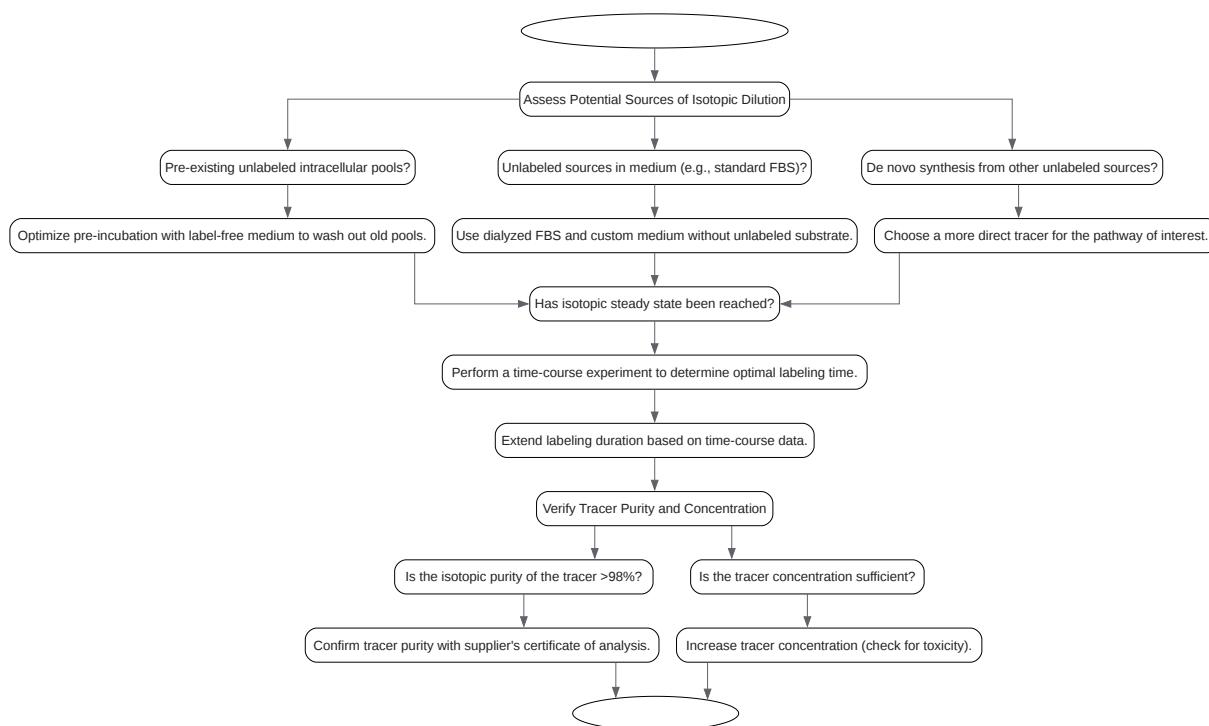 Assess Potential Sources of Isotopic Dilution
Pre-existing unlabeled intracellular pools?
Unlabeled sources in medium (e.g., standard FBS)?
De novo synthesis from other unlabeled sources?
Optimize pre-incubation with label-free medium to wash out old pools.
Use dialyzed FBS and custom medium without unlabeled substrate.
Choose a more direct tracer for the pathway of interest.
Has isotopic steady state been reached?
Perform a time-course experiment to determine optimal labeling time.
Extend labeling duration based on time-course data.
Verify Tracer Purity and Concentration
Is the isotopic purity of the tracer >98%?
Is the tracer concentration sufficient?
Confirm tracer purity with supplier's certificate of analysis.
Increase tracer concentration (check for toxicity).